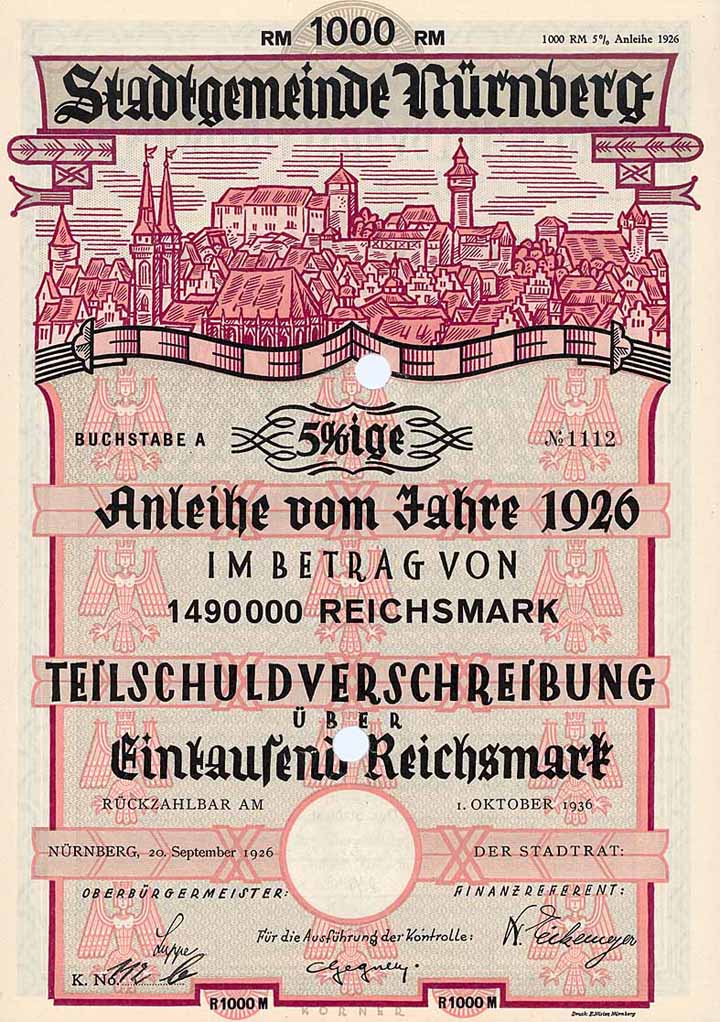 RM 1000 RM
1000 RM 5% Anleihe 1926
Stadtgemeinde Nürnberg
BUCHSTABE A
5%ige
№ 1112
Anleihe vom Jahre 1926
IM BETRAG VON
1490000 REICHSMARK
TEILSCHULDVERSCHREIBUNG
ÜBER
Eintausend Reichsmark
RÜCKZAHLBAR AM 1. OKTOBER 1936
NÜRNBERG, 20. September 1926
DER STADTRAT:
OBERBÜRGERMEISTER:
FINANZREFERENT:
Luppe
Für die Ausführung der Kontrolle:
K. No.
R1000M
R1000M
KÖRNER